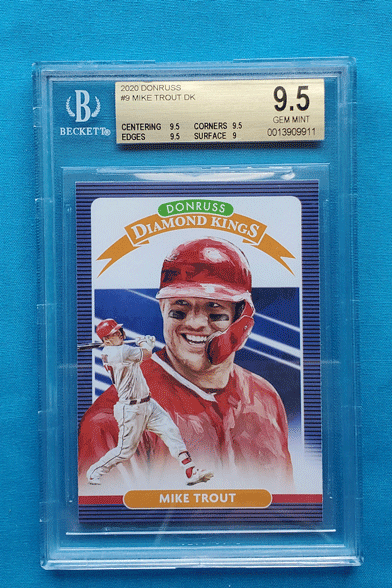 2020 DONRUSS
#9 MIKE TROUT DK
CENTERING 9.5 CORNERS 9.5
EDGES 9.5 SURFACE 9
9.5
GEM MINT
0013909911
BECKETT®
DONRUSS
DIAMOND KINGS
MIKE TROUT